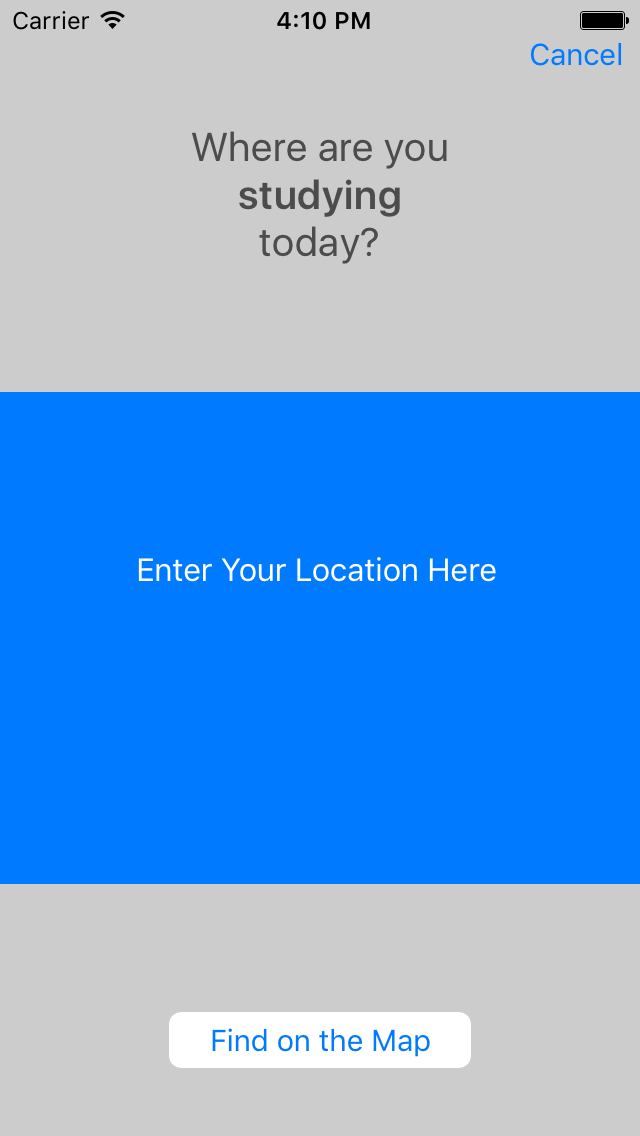 Carrier 4:10 PM
Cancel
Where are you
studying
today?
Enter Your Location Here
Find on the Map